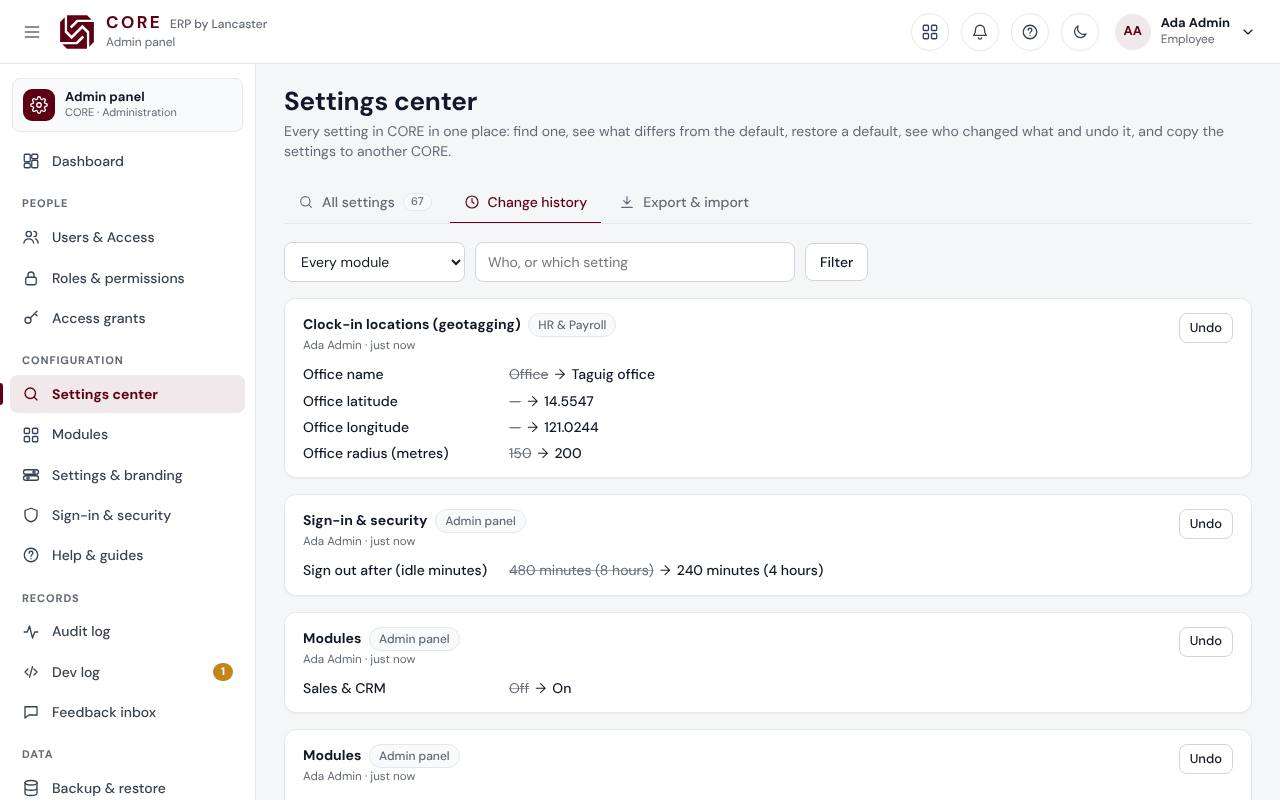 CORE ERP by Lancaster
Admin panel
AA
Ada Admin
Employee
Admin panel
CORE · Administration
Dashboard
PEOPLE
Users & Access
Roles & permissions
Access grants
CONFIGURATION
Settings center
Modules
Settings & branding
Sign-in & security
Help & guides
RECORDS
Audit log
Dev log 1
Feedback inbox
DATA
Backup & restore
Settings center
Every setting in CORE in one place: find one, see what differs from the default, restore a default, see who changed what and undo it, and copy the
settings to another CORE.
All settings 67 Change history Export & import
Every module Who, or which setting Filter
Clock-in locations (geotagging) HR & Payroll Undo
Ada Admin · just now
Office name Office → Taguig office
Office latitude — → 14.5547
Office longitude — → 121.0244
Office radius (metres) 150 → 200
Sign-in & security Admin panel Undo
Ada Admin · just now
Sign out after (idle minutes) 480 minutes (8 hours) → 240 minutes (4 hours)
Modules Admin panel Undo
Ada Admin · just now
Sales & CRM Off → On
Modules Admin panel Undo
Ada Admin · just now